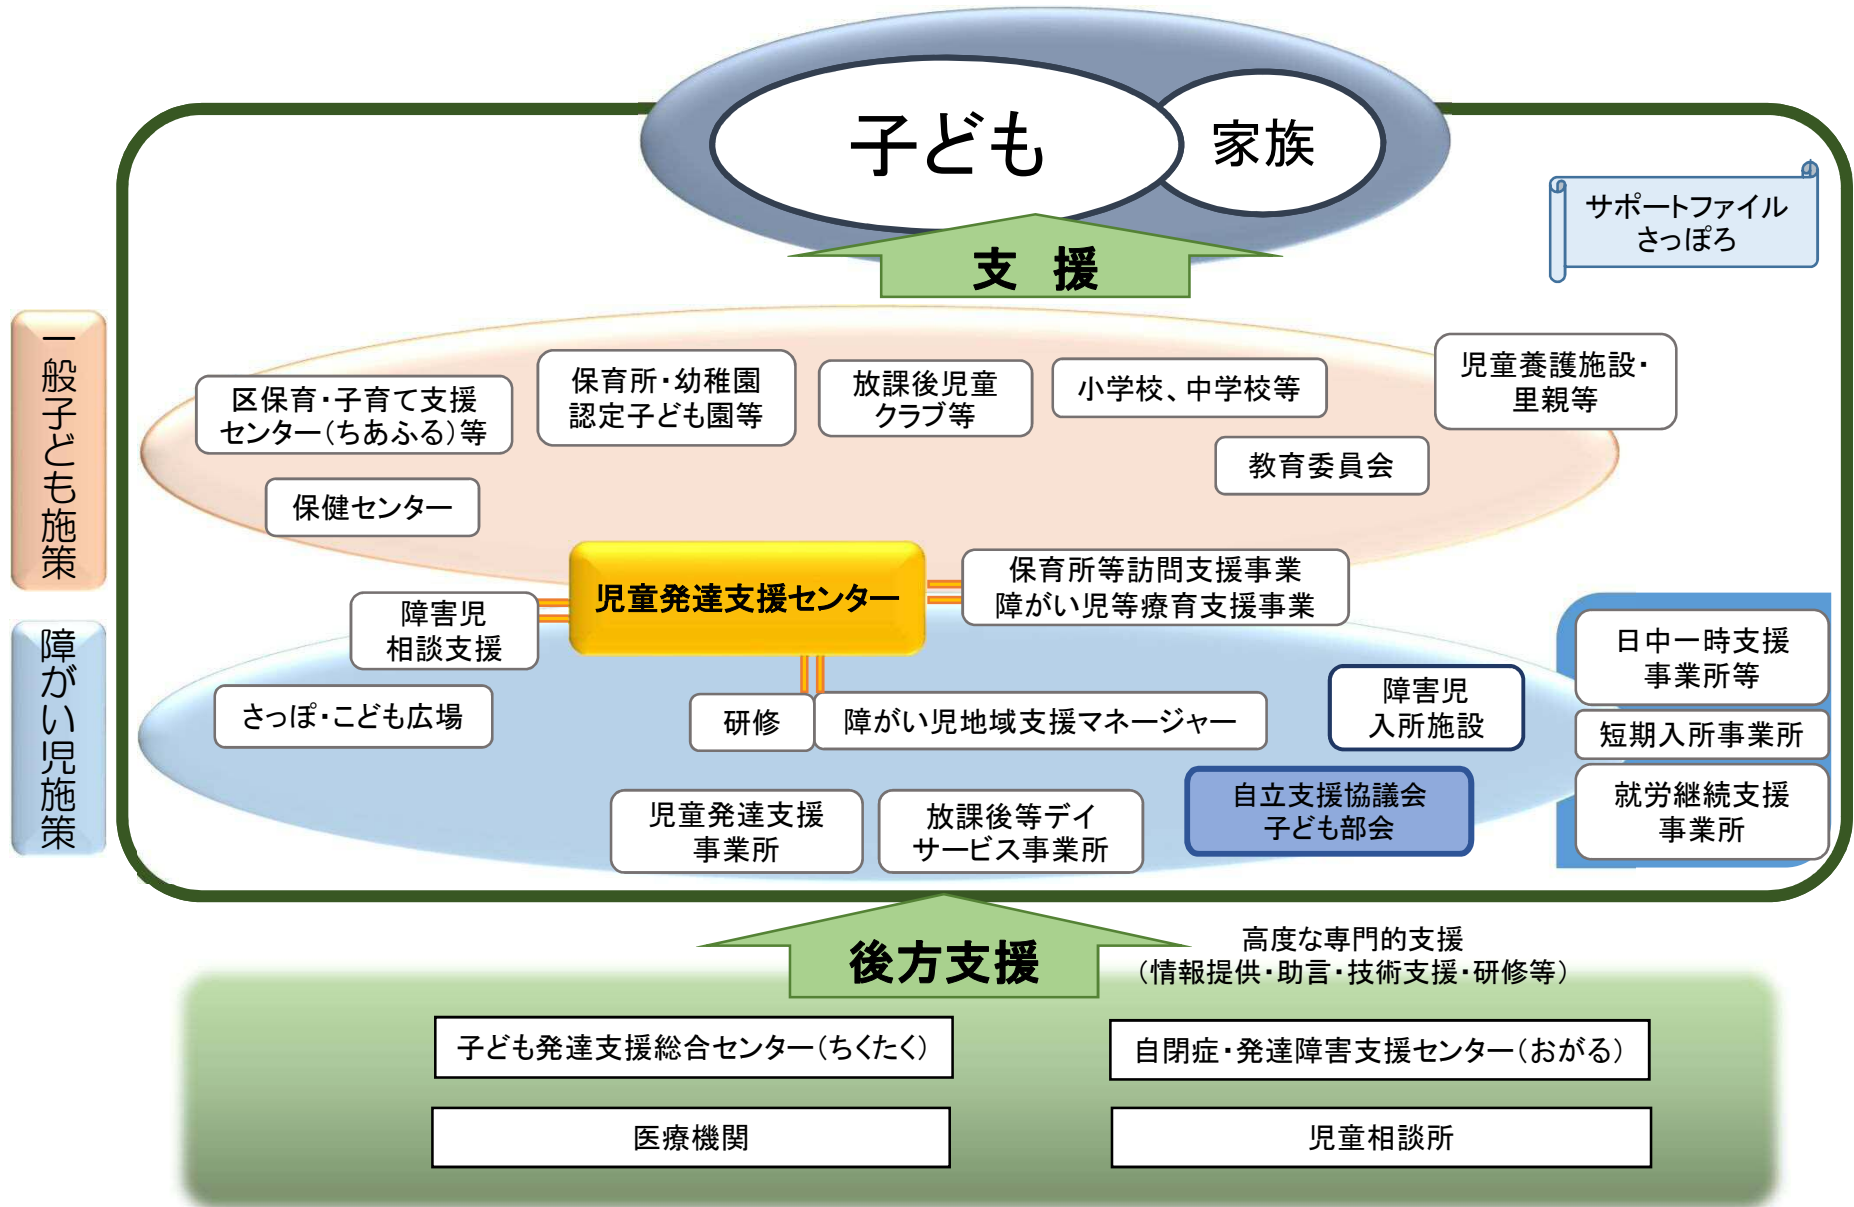 子ども
家族
サポートファイル
さっぽろ
支 援
一般子ども施策
区保育・子育て支援
センター（ちあふる）等
保育所・幼稚園
認定子ども園等
放課後児童
クラブ等
小学校、中学校等
児童養護施設・
里親等
教育委員会
保健センター
児童発達支援センター
保育所等訪問支援事業
障がい児等療育支援事業
障害児
相談支援
障がい児施策
さっぽ・こども広場
研修
障がい児地域支援マネージャー
障害児
入所施設
日中一時支援
事業所等
短期入所事業所
就労継続支援
事業所
児童発達支援
事業所
放課後等デイ
サービス事業所
自立支援協議会
子ども部会
後方支援
高度な専門的支援
（情報提供・助言・技術支援・研修等）
子ども発達支援総合センター（ちくたく）
自閉症・発達障害支援センター（おがる）
医療機関
児童相談所